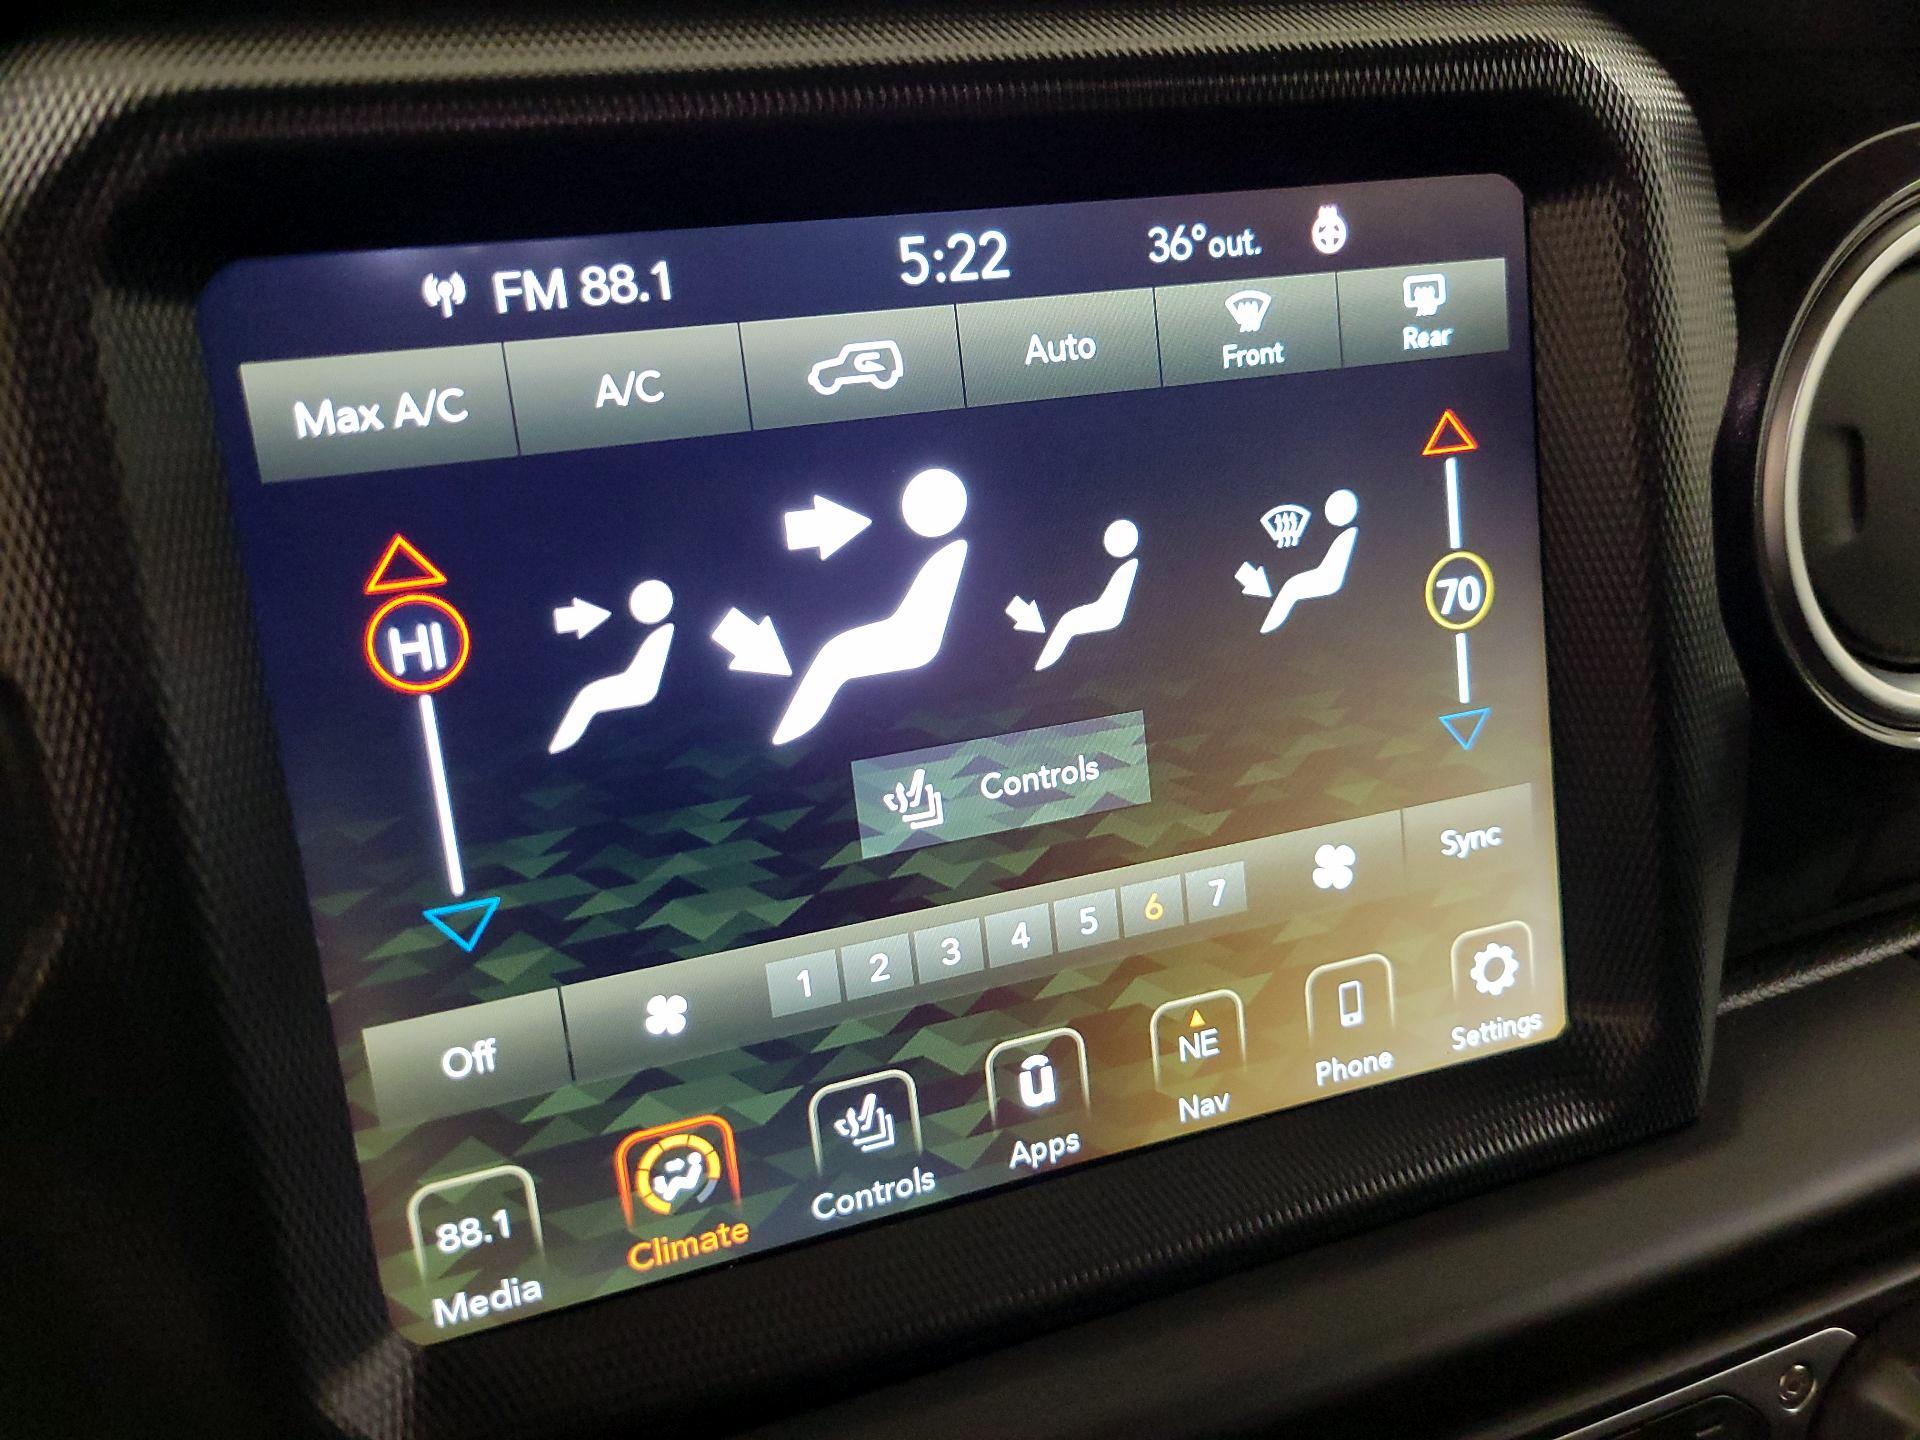 FM 88.1
5:22
36° out.
Max A/C
A/C
Auto
Front
Rear
HI
70
Controls
1 2 3 4 5 6 7
Sync
Off
88.1
Media
Climate
Controls
Apps
NE
Nav
Phone
Settings